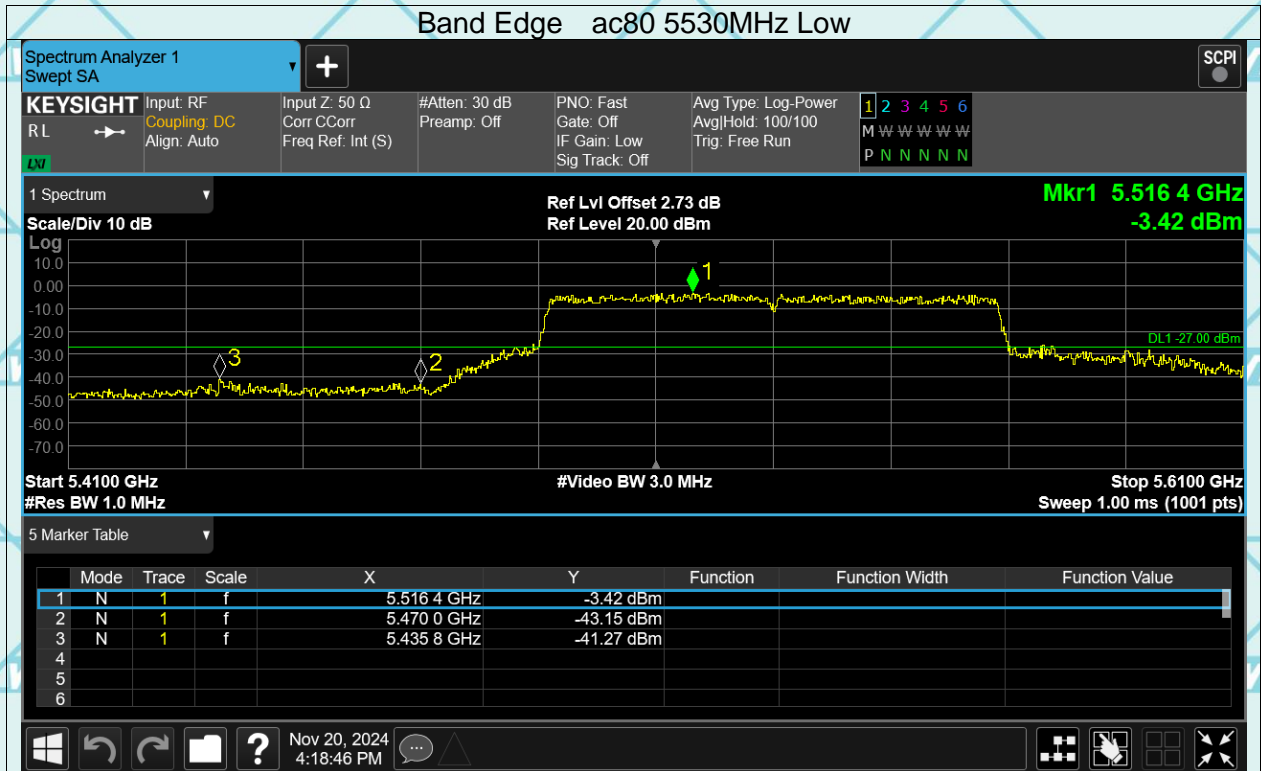 Band Edge ac80 5530MHz Low
Spectrum Analyzer 1
Swept SA
+
SCPI
KEYSIGHT
R L
LXI
Input: RF
Coupling: DC
Align: Auto
Input Z: 50 Ω
Corr CCorr
Freq Ref: Int (S)
#Atten: 30 dB
Preamp: Off
PNO: Fast
Gate: Off
IF Gain: Low
Sig Track: Off
Avg Type: Log-Power
Avg|Hold: 100/100
Trig: Free Run
1 2 3 4 5 6
M W W W W W
P N N N N N
1 Spectrum
Scale/Div 10 dB
Ref Lvl Offset 2.73 dB
Ref Level 20.00 dBm
Mkr1 5.516 4 GHz
-3.42 dBm
Log
10.0
0.00
-10.0
-20.0
-30.0
-40.0
-50.0
-60.0
-70.0
1
2
3
DL1 -27.00 dBm
Start 5.4100 GHz
#Res BW 1.0 MHz
#Video BW 3.0 MHz
Stop 5.6100 GHz
Sweep 1.00 ms (1001 pts)
5 Marker Table
Mode Trace Scale X Y Function Function Width Function Value
1 N 1 f 5.516 4 GHz -3.42 dBm
2 N 1 f 5.470 0 GHz -43.15 dBm
3 N 1 f 5.435 8 GHz -41.27 dBm
4
5
6
?
Nov 20, 2024
4:18:46 PM